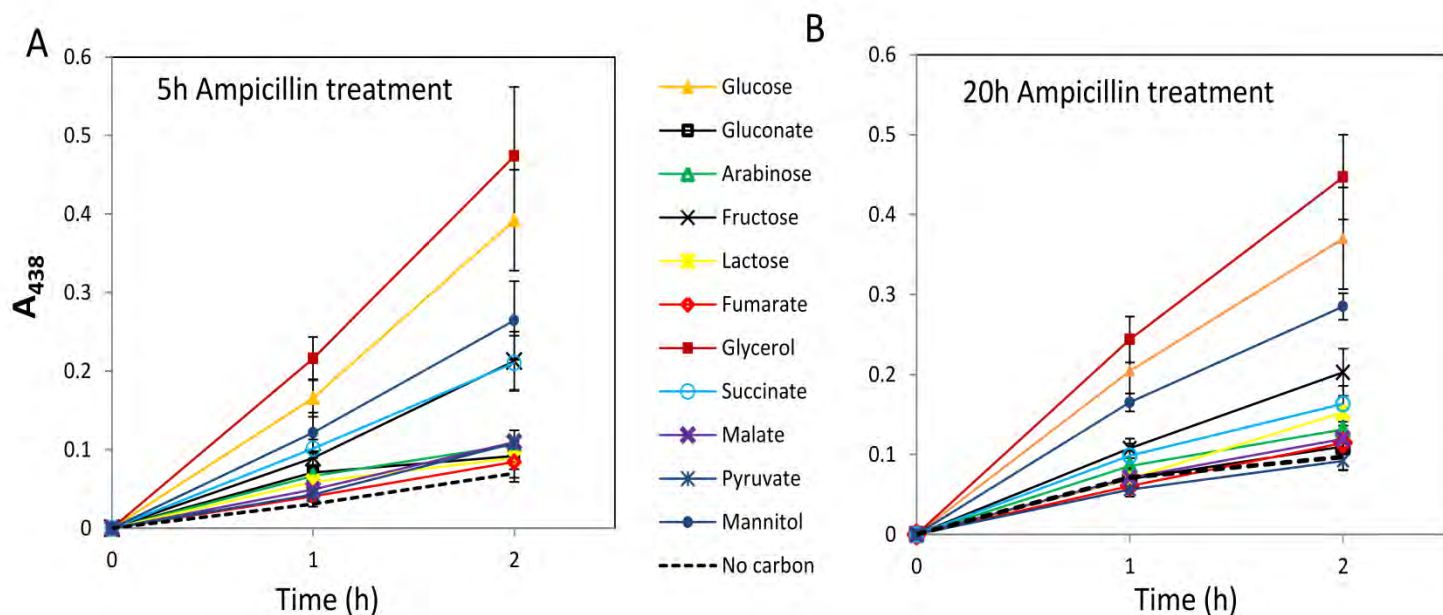 A
B
5h Ampicillin treatment
20h Ampicillin treatment
A438
0.6
0.5
0.4
0.3
0.2
0.1
0
0
1
2
Time (h)
Glucose
Gluconate
Arabinose
Fructose
Lactose
Fumarate
Glycerol
Succinate
Malate
Pyruvate
Mannitol
No carbon
0.6
0.5
0.4
0.3
0.2
0.1
0
0
1
2
Time (h)